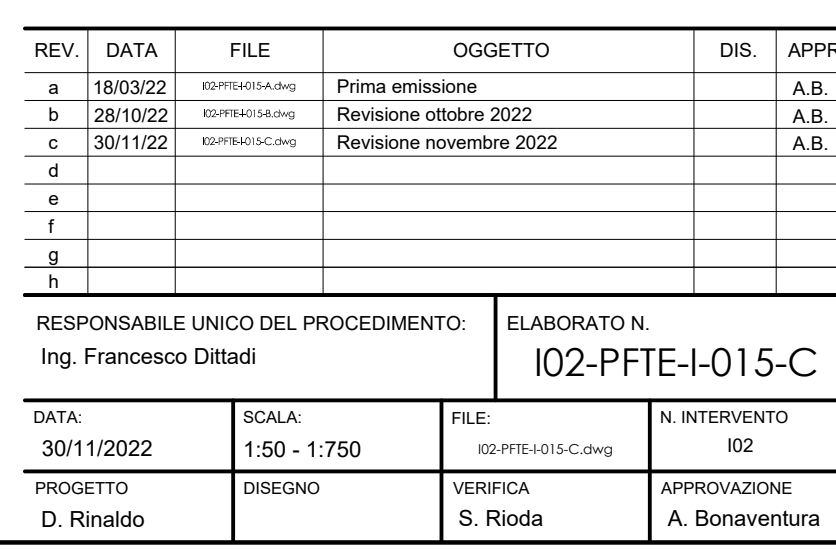 REV. DATA FILE OGGETTO DIS. APPR
a 18/03/22 I02-PFTE-I-015-A.dwg Prima emissione A.B.
b 28/10/22 I02-PFTE-I-015-B.dwg Revisione ottobre 2022 A.B.
c 30/11/22 I02-PFTE-I-015-C.dwg Revisione novembre 2022 A.B.
d
e
f
g
h
RESPONSABILE UNICO DEL PROCEDIMENTO: ELABORATO N.
Ing. Francesco Dittadi I02-PFTE-I-015-C
DATA: SCALA: FILE: N. INTERVENTO
30/11/2022 1:50 - 1:750 I02-PFTE-I-015-C.dwg I02
PROGETTO DISEGNO VERIFICA APPROVAZIONE
D. Rinaldo S. Rioda A. Bonaventura